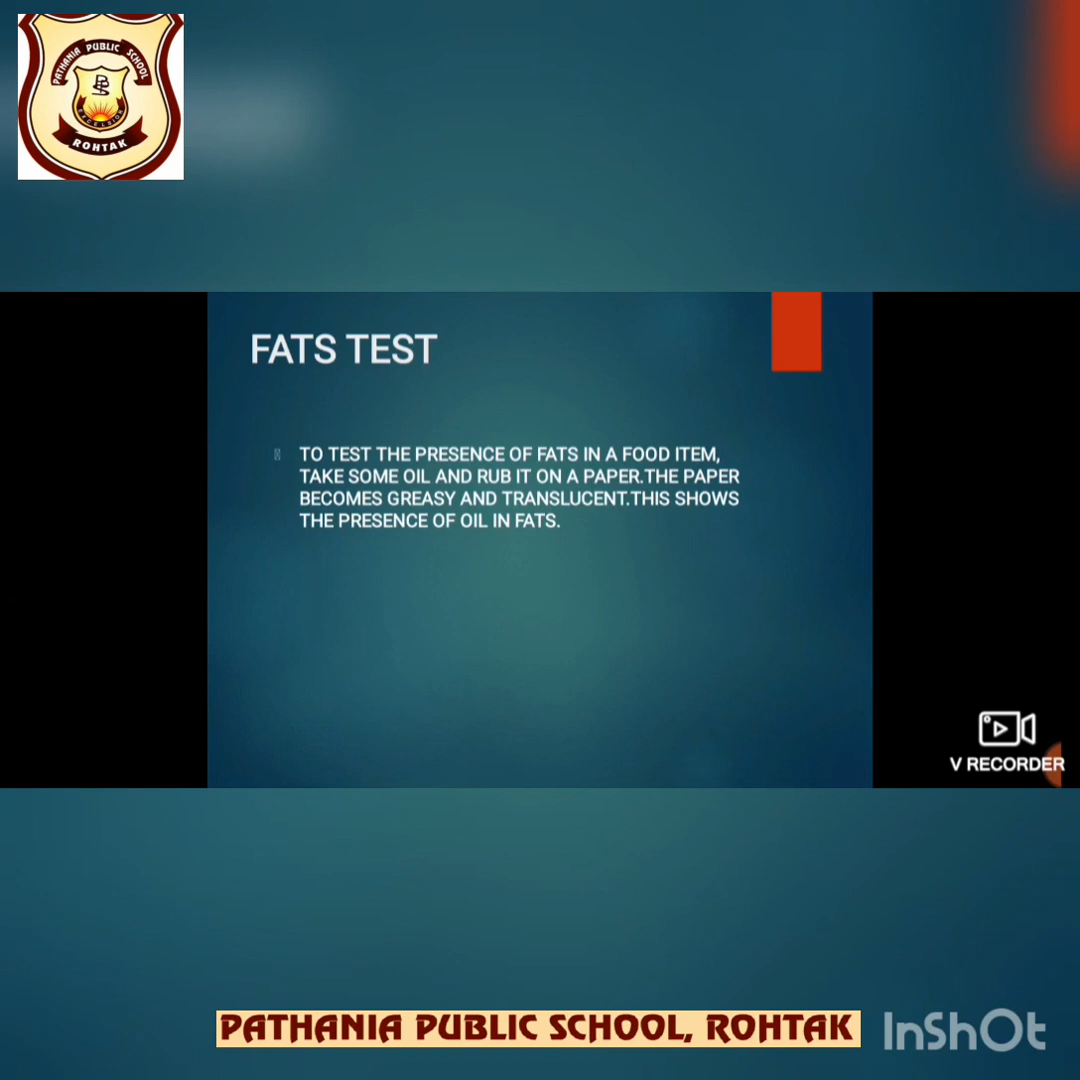 PATHANIA PUBLIC SCHOOL
EXCELSIOR
ROHTAK
FATS TEST
TO TEST THE PRESENCE OF FATS IN A FOOD ITEM,
TAKE SOME OIL AND RUB IT ON A PAPER.THE PAPER
BECOMES GREASY AND TRANSLUCENT.THIS SHOWS
THE PRESENCE OF OIL IN FATS.
V RECORDER
PATHANIA PUBLIC SCHOOL, ROHTAK
InShOt